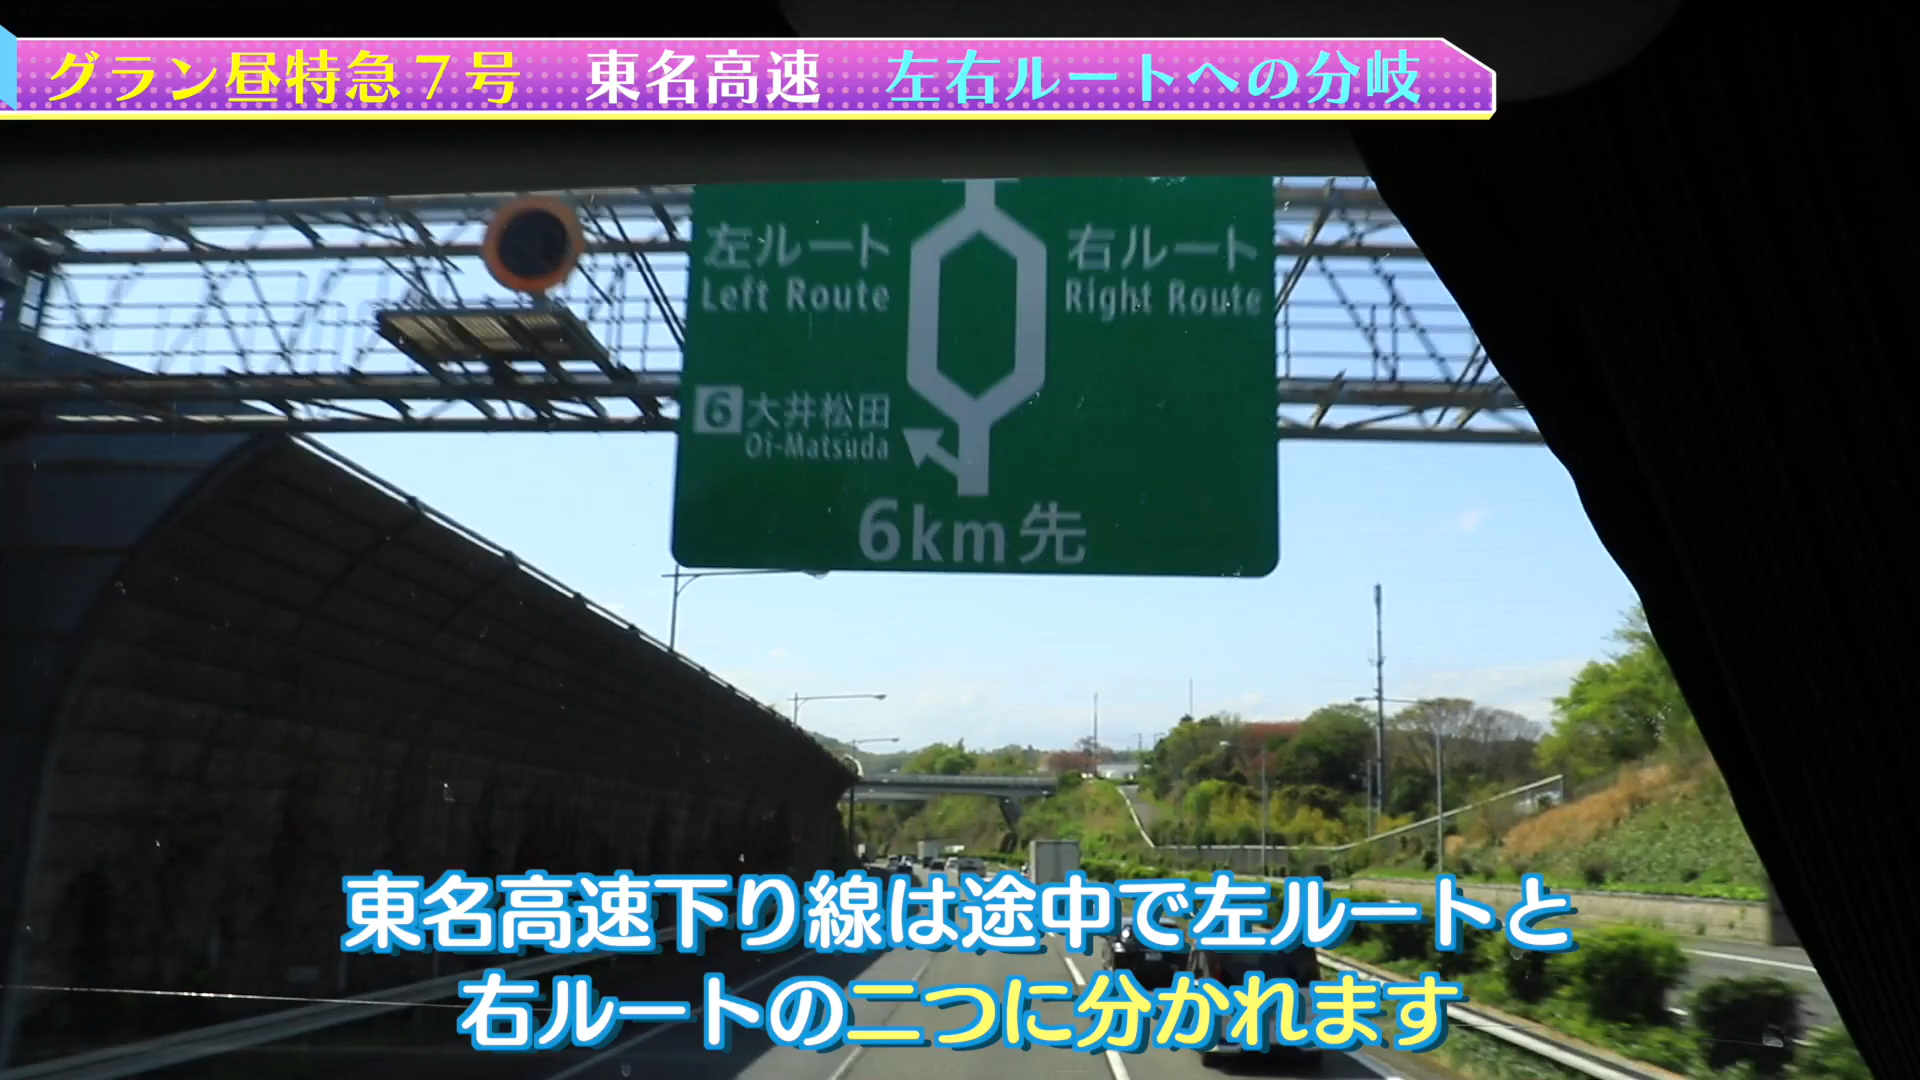 グラン昼特急７号　東名高速　左右ルートへの分岐
左ルート
Left Route
右ルート
Right Route
6 大井松田
Oi-Matsuda
6km先
東名高速下り線は途中で左ルートと
右ルートの二つに分かれます